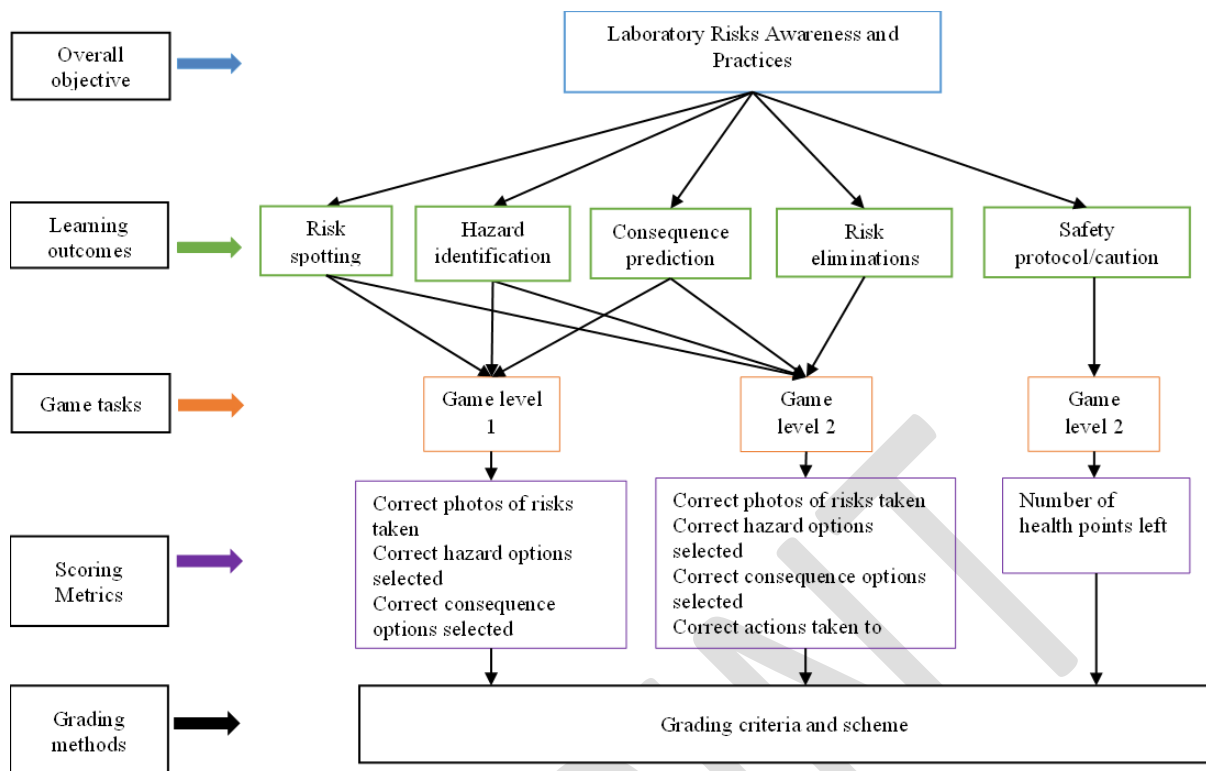 Overall
objective
Laboratory Risks Awareness and
Practices
Learning
outcomes
Risk
spotting
Hazard
identification
Consequence
prediction
Risk
eliminations
Safety
protocol/caution
Game tasks
Game level
1
Game
level 2
Game
level 2
Scoring
Metrics
Correct photos of risks
taken
Correct hazard options
selected
Correct consequence
options selected
Correct photos of risks taken
Correct hazard options
selected
Correct consequence options
selected
Correct actions taken to
Number of
health points left
Grading
methods
Grading criteria and scheme